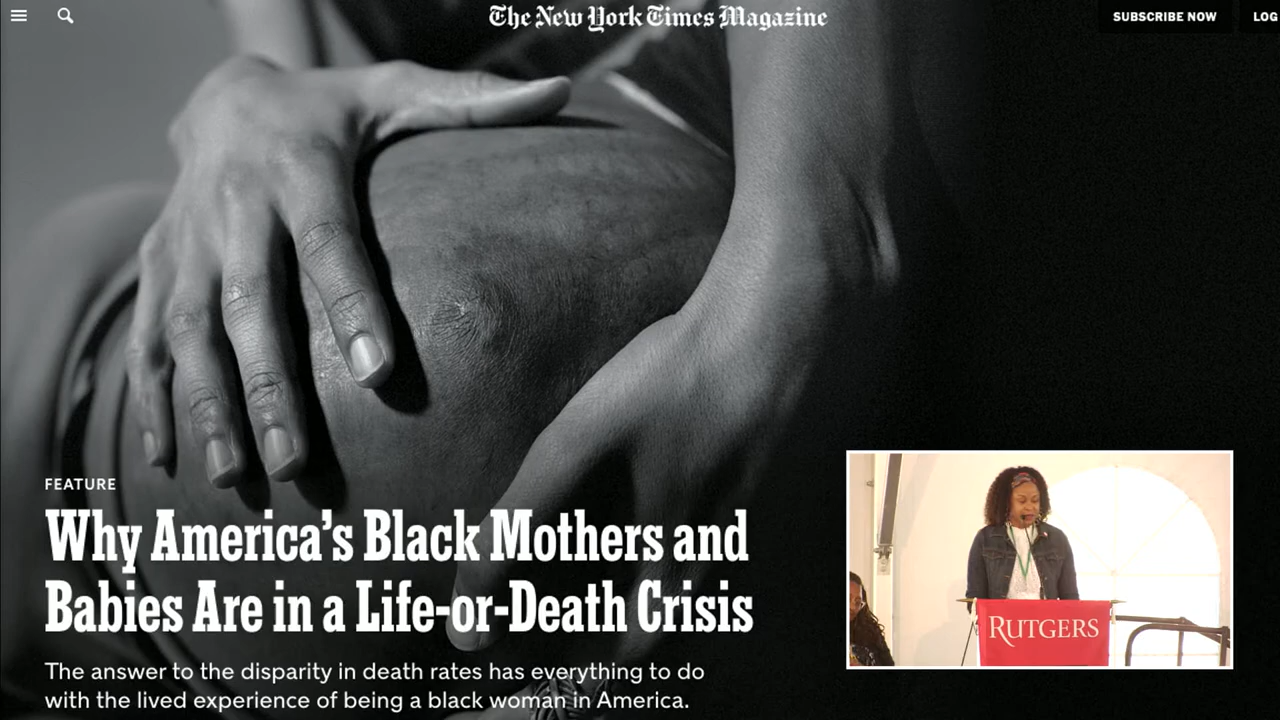 The New York Times Magazine
SUBSCRIBE NOW
LOG
FEATURE
Why America's Black Mothers and
Babies Are in a Life-or-Death Crisis
The answer to the disparity in death rates has everything to do
with the lived experience of being a black woman in America.
RUTGERS